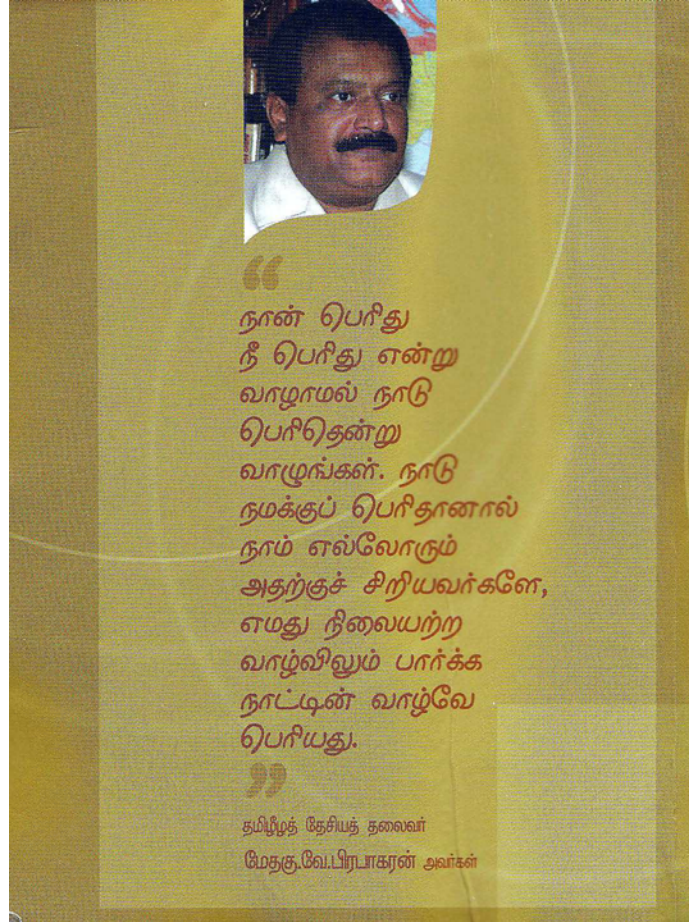 “
நான் பெரிது
நீ பெரிது என்று
வாழாமல் நாடு
பெரிதென்று
வாழுங்கள். நாடு
நமக்குப் பெரிதானால்
நாம் எல்லோரும்
அதற்குச் சிறியவர்களே,
எமது நிலையற்ற
வாழ்விலும் பார்க்க
நாட்டின் வாழ்வே
பெரியது.
”
தமிழீழத் தேசியத் தலைவர்
மேதகு.வே.பிரபாகரன் அவர்கள்